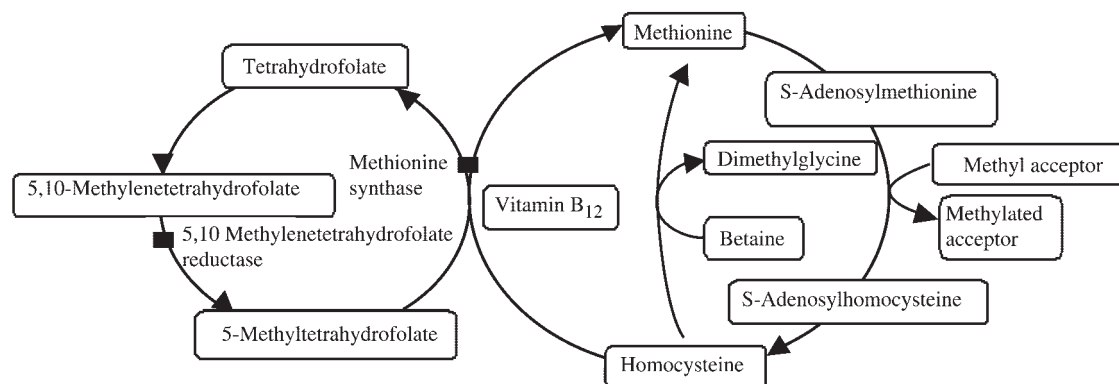 Methionine
Tetrahydrofolate
S-Adenosylmethionine
Methionine
synthase
Dimethylglycine
Methyl acceptor
5,10-Methylenetetrahydrofolate
Vitamin B12
Methylated
acceptor
5,10 Methylenetetrahydrofolate
reductase
Betaine
S-Adenosylhomocysteine
5-Methyltetrahydrofolate
Homocysteine